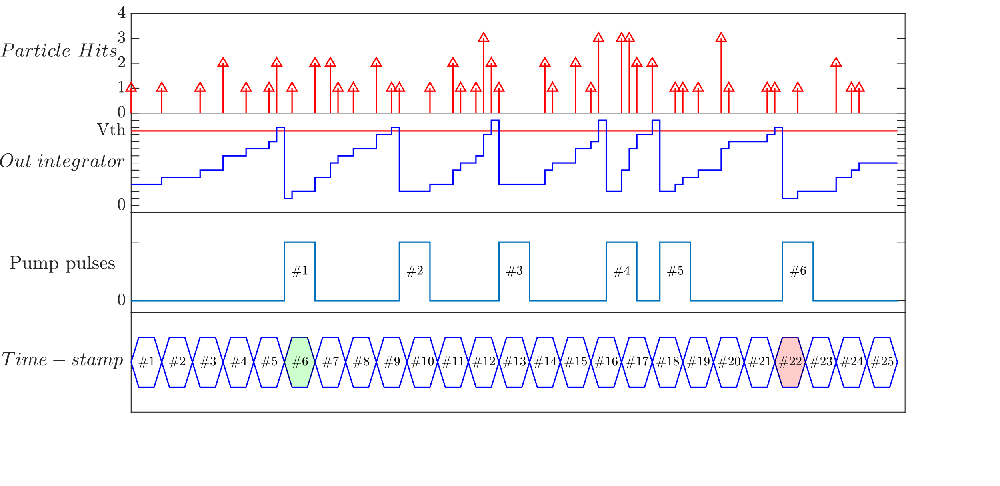 4
3
Particle Hits
2
1
0
Vth
Out integrator
0
Pump pulses
#1 #2 #3 #4 #5 #6
0
Time − stamp
#1 #2 #3 #4 #5 #6 #7 #8 #9 #10 #11 #12 #13 #14 #15 #16 #17 #18 #19 #20 #21 #22 #23 #24 #25